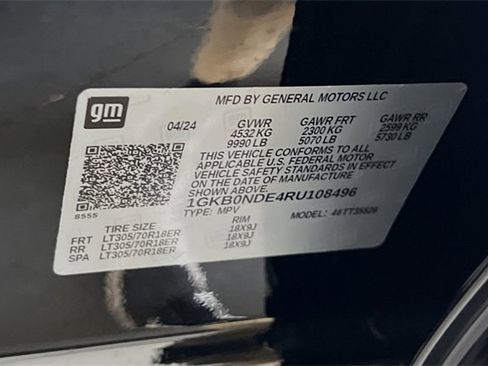 gm
MFD BY GENERAL MOTORS LLC
04/24 GVWR GAWR FRT GAWR RR
4532 KG 2300 KG 2599 KG
9990 LB 5070 LB 5730 LB
THIS VEHICLE CONFORMS TO ALL
APPLICABLE U.S. FEDERAL MOTOR
VEHICLE SAFETY STANDARDS IN EFFECT
ON THE DATE OF MANUFACTURE
SHOWN ABOVE.
1GKB0NDE4RU108496
TYPE: MPV MODEL: 46TT35526
8555
TIRE SIZE RIM
FRT LT305/70R18ER 18X9J
RR LT305/70R18ER 18X9J
SPA LT305/70R18ER 18X9J